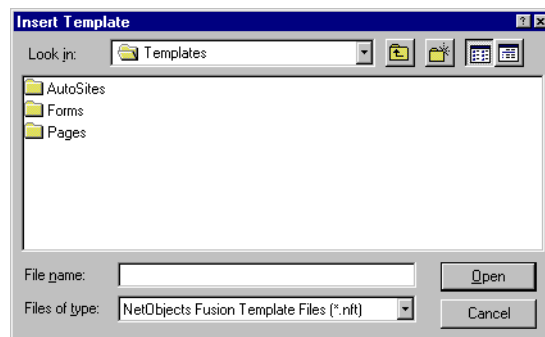 Insert Template
Look in: Templates
AutoSites
Forms
Pages
File name: Open
Files of type: NetObjects Fusion Template Files (*.nft) Cancel